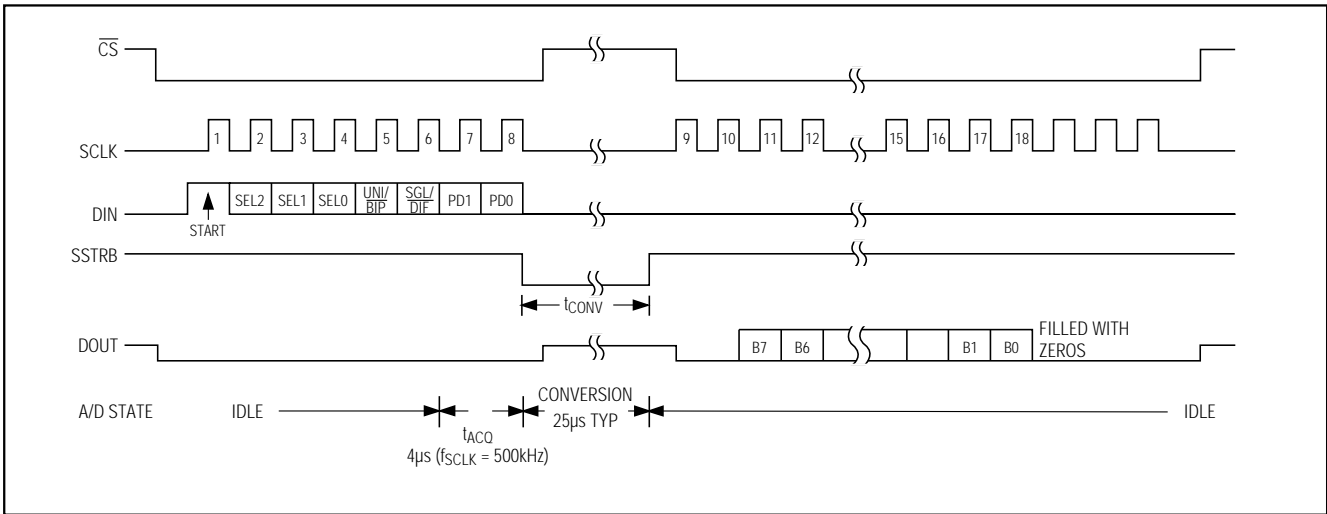 CS
SCLK
1 2 3 4 5 6 7 8 9 10 11 12 15 16 17 18
DIN
START
SEL2 SEL1 SEL0 UNI/BIP SGL/DIF PD1 PD0
SSTRB
tCONV
DOUT
B7 B6 B1 B0
FILLED WITH
ZEROS
A/D STATE
IDLE
tACQ
4µs (fSCLK = 500kHz)
CONVERSION
25µs TYP
IDLE